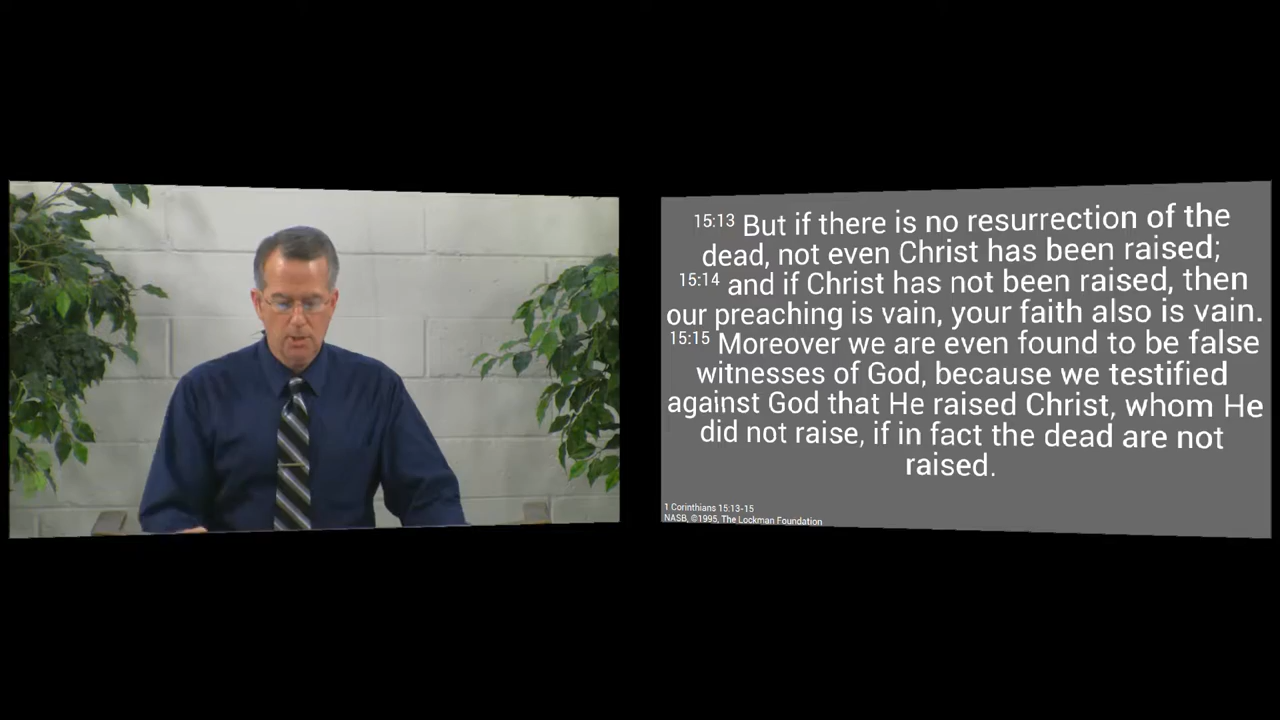 15:13 But if there is no resurrection of the
dead, not even Christ has been raised;
15:14 and if Christ has not been raised, then
our preaching is vain, your faith also is vain.
15:15 Moreover we are even found to be false
witnesses of God, because we testified
against God that He raised Christ, whom He
did not raise, if in fact the dead are not
raised.
1 Corinthians 15:13-15
NASB, ©1995, The Lockman Foundation